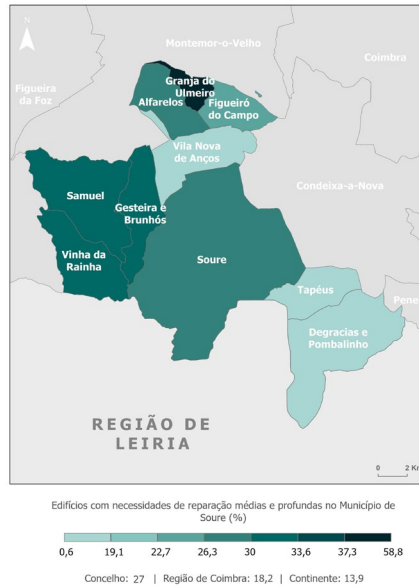 N
Montemor-o-Velho
Coimbra
Granja do
Ulmeiro
Figueira
da Foz
Alfarelos
Figueiró
do Campo
Vila Nova
de Anços
Condeixa-a-Nova
Samuel
Gesteira e
Brunhós
Vinha da
Rainha
Soure
Tapéus
Pene
Degracias e
Pombalinho
REGIÃO DE
LEIRIA
0 2 Km
Edifícios com necessidades de reparação médias e profundas no Município de
Soure (%)
0,6 19,1 22,7 26,3 30 33,6 37,3 58,8
Concelho: 27 | Região de Coimbra: 18,2 | Continente: 13,9